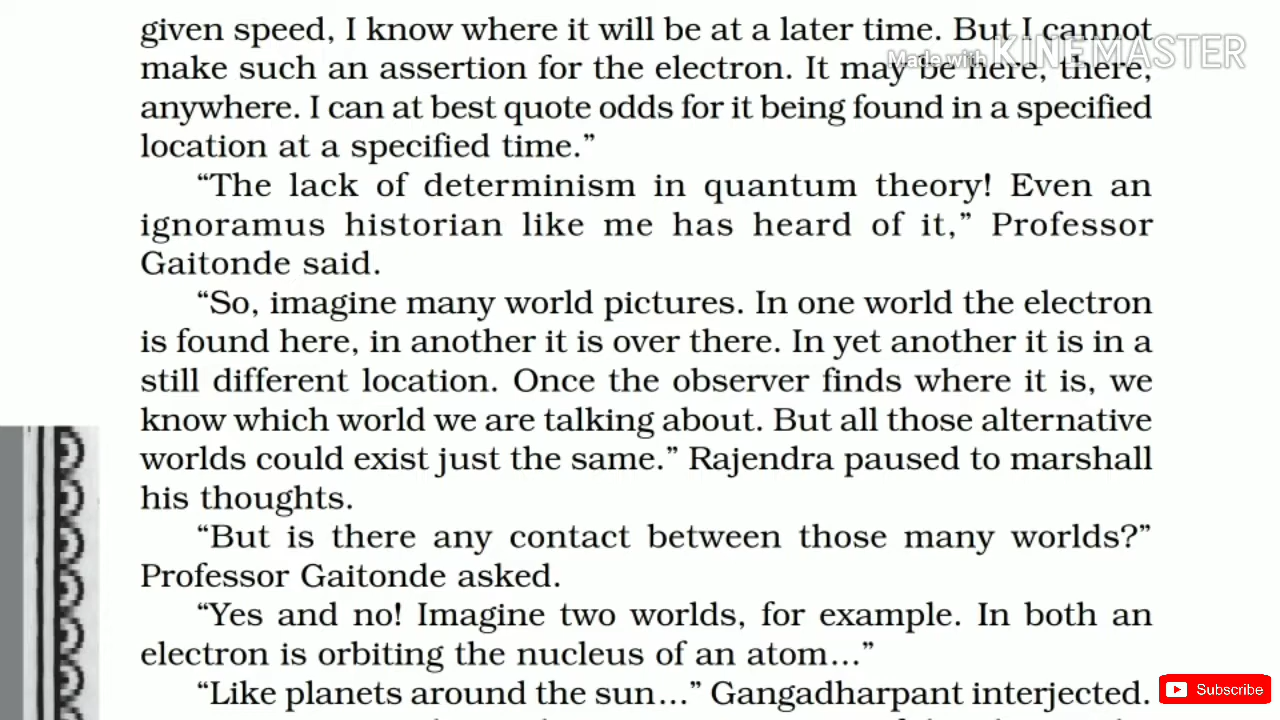 given speed, I know where it will be at a later time. But I cannot
Made with KINEMASTER
make such an assertion for the electron. It may be here, there,
anywhere. I can at best quote odds for it being found in a specified
location at a specified time.”
“The lack of determinism in quantum theory! Even an
ignoramus historian like me has heard of it,” Professor
Gaitonde said.
“So, imagine many world pictures. In one world the electron
is found here, in another it is over there. In yet another it is in a
still different location. Once the observer finds where it is, we
know which world we are talking about. But all those alternative
worlds could exist just the same.” Rajendra paused to marshall
his thoughts.
“But is there any contact between those many worlds?”
Professor Gaitonde asked.
“Yes and no! Imagine two worlds, for example. In both an
electron is orbiting the nucleus of an atom...”
“Like planets around the sun...” Gangadharpant interjected.
Subscribe